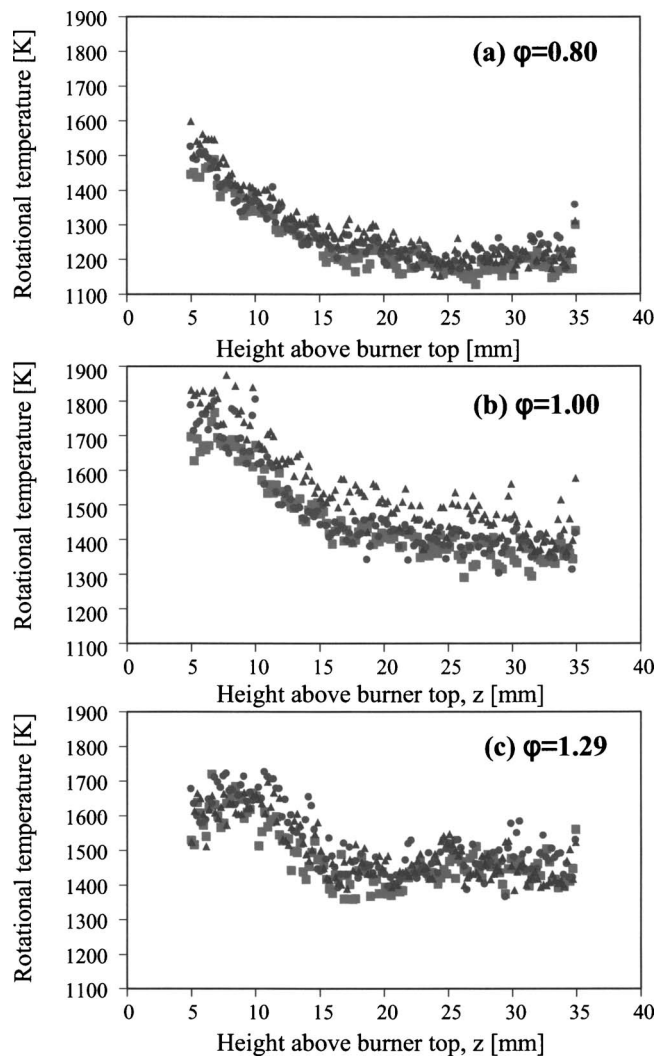 1900
1800
1700
1600
1500
1400
1300
1200
1100
Rotational temperature [K]
(a) φ=0.80
0 5 10 15 20 25 30 35 40
Height above burner top [mm]
1900
1800
1700
1600
1500
1400
1300
1200
1100
Rotational temperature [K]
(b) φ=1.00
0 5 10 15 20 25 30 35 40
Height above burner top, z [mm]
1900
1800
1700
1600
1500
1400
1300
1200
1100
Rotational temperature [K]
(c) φ=1.29
0 5 10 15 20 25 30 35 40
Height above burner top, z [mm]